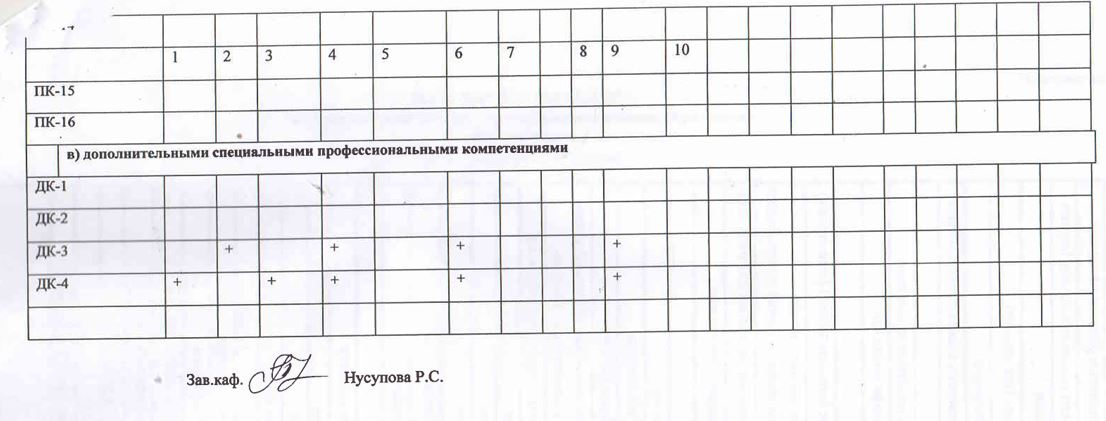 1 2 3 4 5 6 7 8 9 10
ПК-15
ПК-16
в) дополнительными специальными профессиональными компетенциями
ДК-1
ДК-2
ДК-3 + + + +
ДК-4 + + + + +
Зав.каф. Нусупова Р.С.